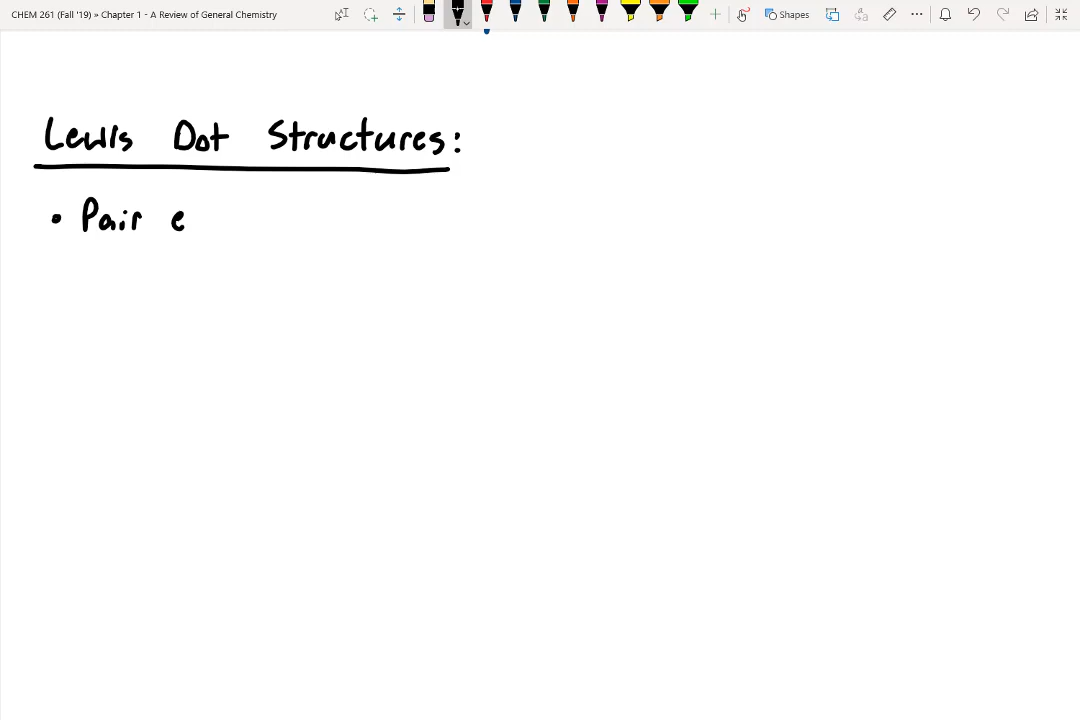 CHEM 261 (Fall '19) » Chapter 1 - A Review of General Chemistry
Shapes
Lewis Dot Structures:
• Pair e